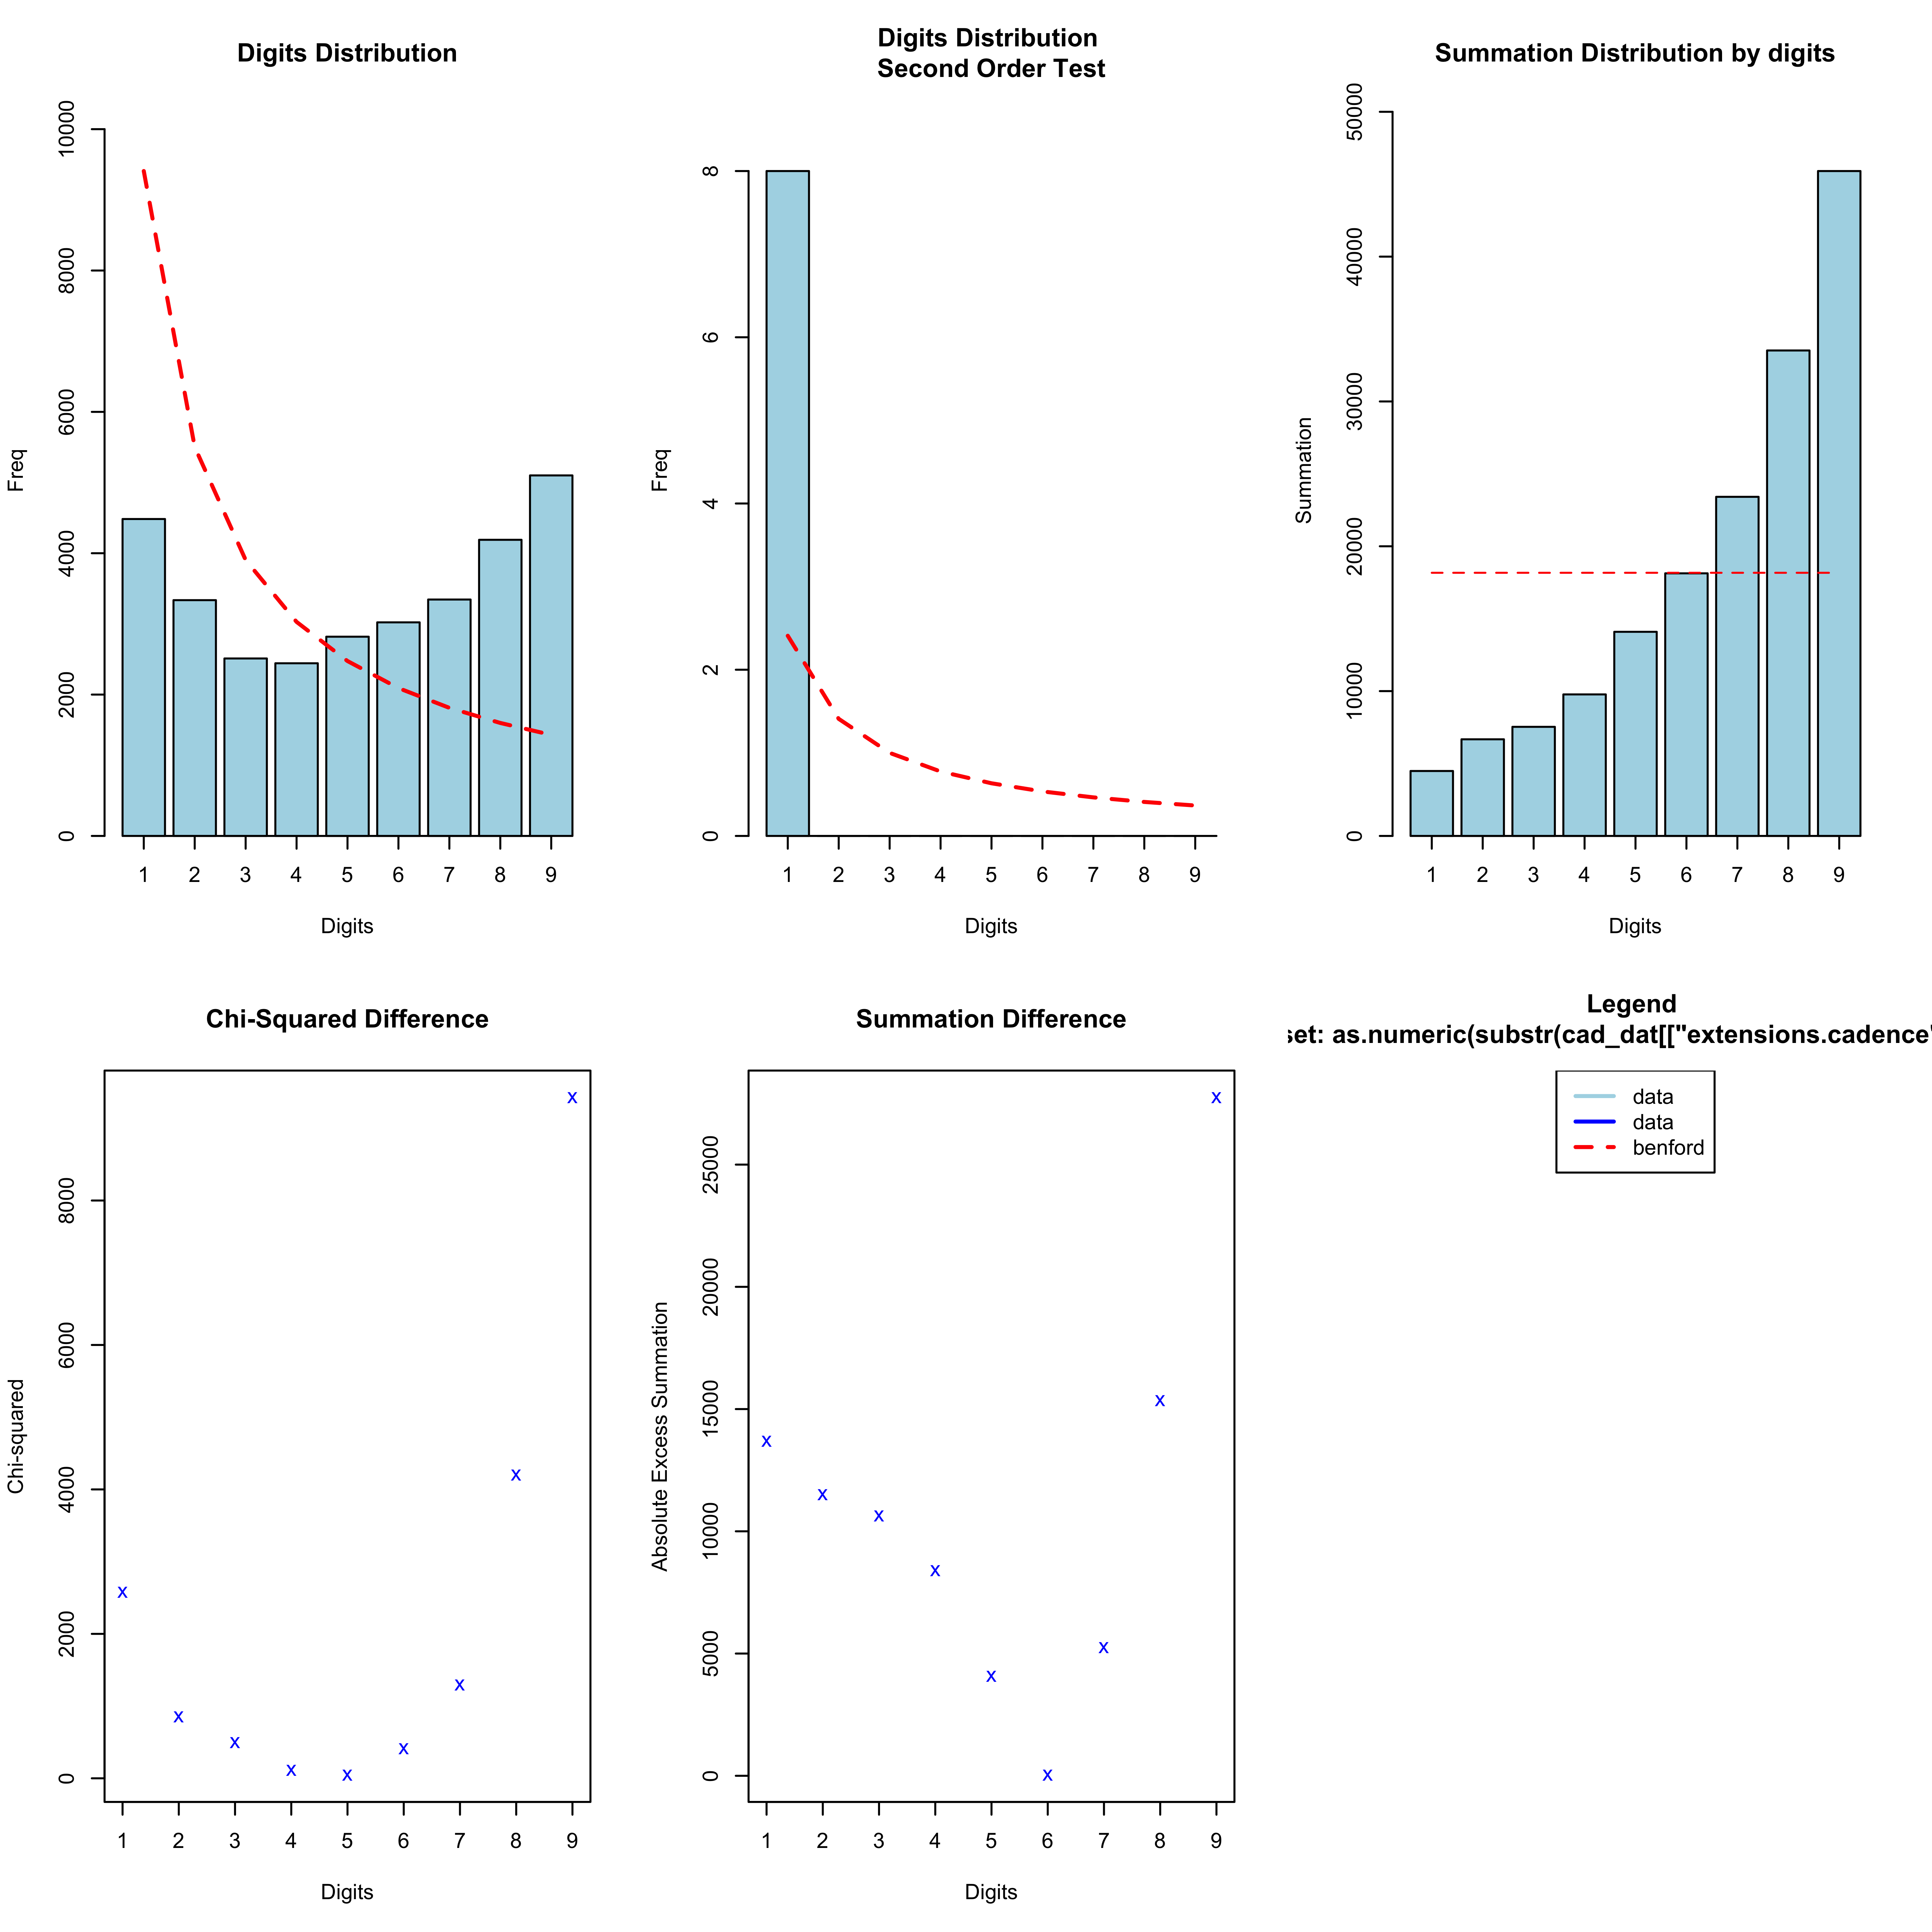 Digits Distribution
Freq
0 2000 4000 6000 8000 10000
1 2 3 4 5 6 7 8 9
Digits
Digits Distribution
Second Order Test
Freq
0 2 4 6 8
1 2 3 4 5 6 7 8 9
Digits
Summation Distribution by digits
Summation
0 10000 20000 30000 40000 50000
1 2 3 4 5 6 7 8 9
Digits
Chi-Squared Difference
Chi-squared
0 2000 4000 6000 8000
x x x x x x x x x
1 2 3 4 5 6 7 8 9
Digits
Summation Difference
Absolute Excess Summation
0 5000 10000 15000 20000 25000
x x x x x x x x x
1 2 3 4 5 6 7 8 9
Digits
Legend
set: as.numeric(substr(cad_dat[["extensions.cadence"
data
data
benford